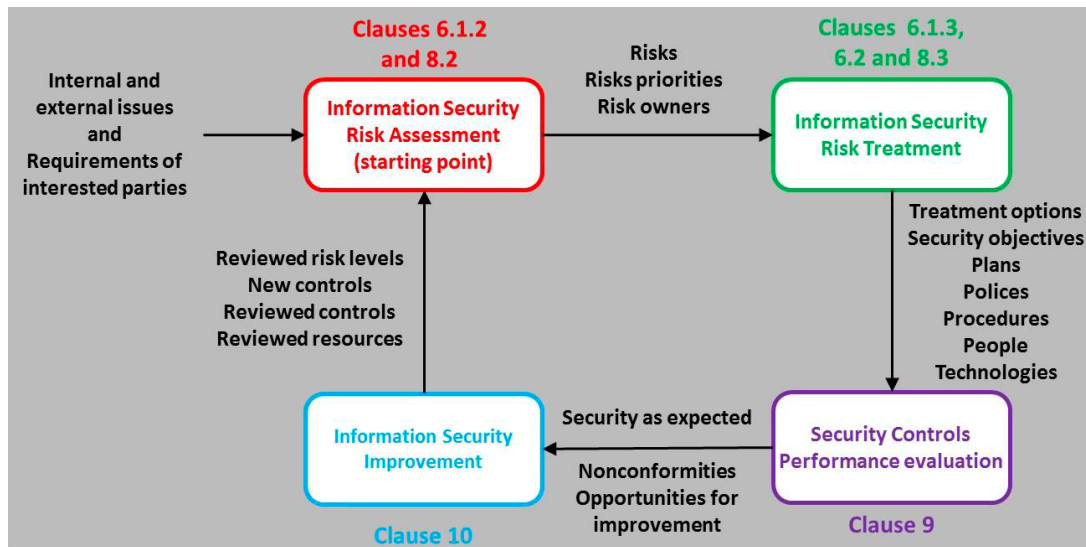 Clauses 6.1.2
and 8.2
Clauses 6.1.3,
6.2 and 8.3
Internal and
external issues
and
Requirements of
interested parties
Information Security
Risk Assessment
(starting point)
Risks
Risks priorities
Risk owners
Information Security
Risk Treatment
Treatment options
Security objectives
Plans
Polices
Procedures
People
Technologies
Reviewed risk levels
New controls
Reviewed controls
Reviewed resources
Information Security
Improvement
Security as expected
Nonconformities
Opportunities for
improvement
Security Controls
Performance evaluation
Clause 10
Clause 9